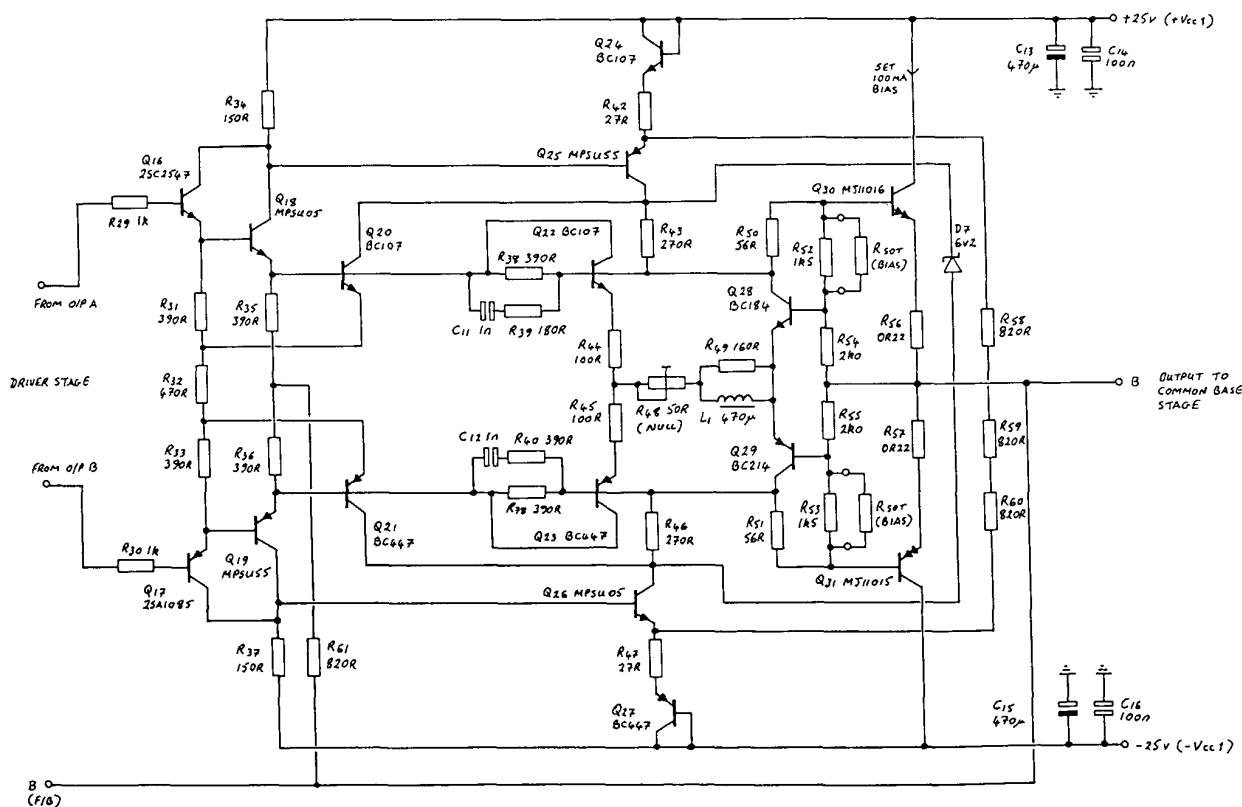 +25V (+Vcc1)
Q24
BC107
C13
470µ
C14
100n
SET
100MA
BIAS
R34
150R
R42
27R
Q16
2SC2547
Q25 MPSU55
Q18
MPSU05
Q30 MJ11016
R29 1k
Q20
BC107
Q22 BC107
R43
270R
R50
56R
R52
1k5
RSOT
(BIAS)
D7
6V2
R38 390R
FROM O/P A
Q28
BC184
R31
390R
R35
390R
C11 1n
R39 180R
R56
0R22
R58
820R
R44
100R
R49 160R
R54
2k0
DRIVER STAGE
R32
470R
B
OUTPUT TO
COMMON BASE
STAGE
R45
100R
R48 50R
(NULL)
L1
470µ
R55
2k0
R57
0R22
R59
820R
R33
390R
R36
390R
C12 1n
R40 390R
Q29
BC214
FROM O/P B
R78 390R
R53
1k5
RSOT
(BIAS)
R60
820R
R46
270R
R51
56R
Q21
BC447
Q23 BC447
R30 1k
Q19
MPSU55
Q31 MJ11015
Q17
2SA1085
Q26 MPSU05
R37
150R
R61
820R
R47
27R
Q27
BC447
C15
470µ
C16
100n
-25V (-Vcc1)
B
(F/B)